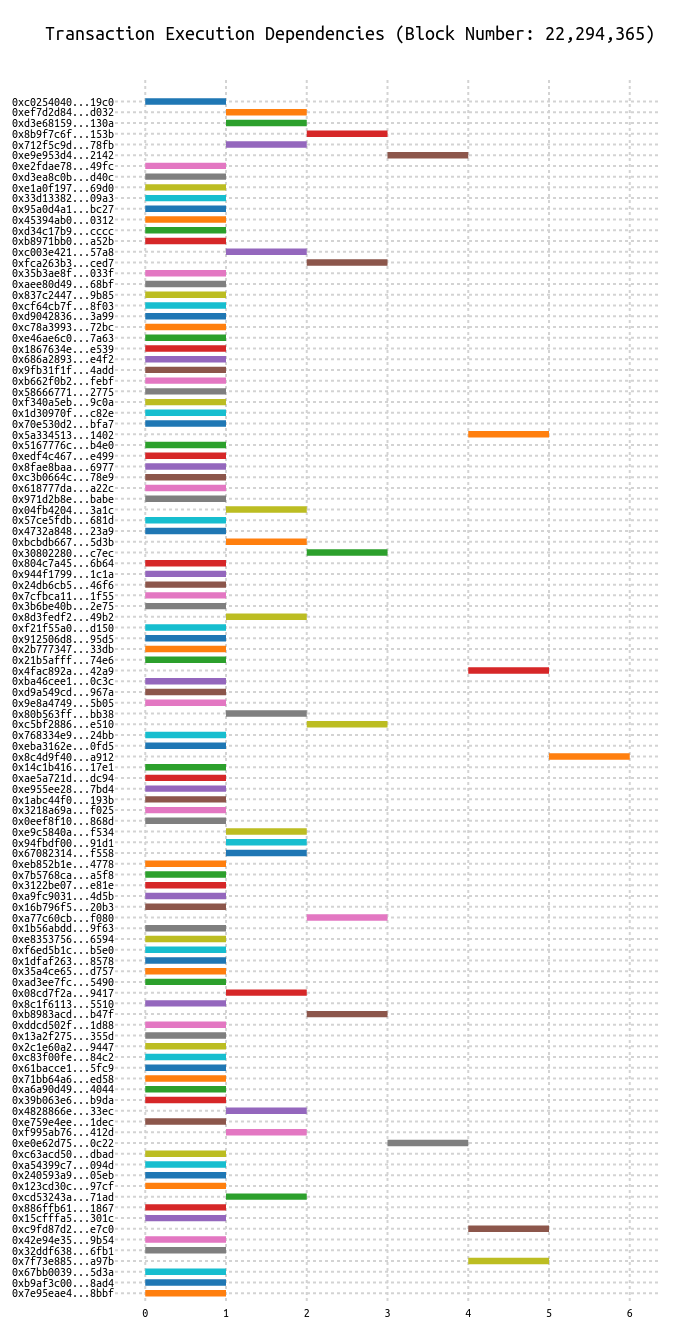 Transaction Execution Dependencies (Block Number: 22,294,365)
0xc0254040...19c0
0xef7d2d84...d032
0xd3e68159...130a
0x8b9f7c6f...153b
0x712f5c9d...78fb
0xe9e953d4...2142
0xe2fdae78...49fc
0xd3ea8c0b...d40c
0xe1a0f197...69d0
0x33d13382...09a3
0x95a0d4a1...bc27
0x45394ab0...0312
0xd34c17b9...cccc
0xb8971bb0...a52b
0xc003e421...57a8
0xfca263b3...ced7
0x35b3ae8f...033f
0xaee80d49...68bf
0x837c2447...9b85
0xcf64cb7f...8f03
0xd9042836...3a99
0xc78a3993...72bc
0xe46ae6c0...7a63
0x1867634e...e539
0x686a2893...e4f2
0x9fb31f1f...4add
0xb662f0b2...febf
0x58666771...2775
0xf340a5eb...9c0a
0x1d30970f...c82e
0x70e530d2...bfa7
0x5a334513...1402
0x5167776c...b4e0
0xedf4c467...e499
0x8fae8baa...6977
0xc3b0664c...78e9
0x618777da...a22c
0x971d2b8e...babe
0x04fb4204...3a1c
0x57ce5fdb...681d
0x4732a848...23a9
0xbcbdb667...5d3b
0x30802280...c7ec
0x804c7a45...6b64
0x944f1799...1c1a
0x24db6cb5...46f6
0x7cfbca11...1f55
0x3b6be40b...2e75
0x8d3fedf2...49b2
0xf21f55a0...d150
0x912506d8...95d5
0x2b777347...33db
0x21b5afff...74e6
0x4fac892a...42a9
0xba46cee1...0c3c
0xd9a549cd...967a
0x9e8a4749...5b05
0x80b563ff...bb38
0xc5bf2886...e510
0x768334e9...24bb
0xeba3162e...0fd5
0x8c4d9f40...a912
0x14c1b416...17e1
0xae5a721d...dc94
0xe955ee28...7bd4
0x1abc44f0...193b
0x3218a69a...f025
0x0eef8f10...868d
0xe9c5840a...f534
0x94fbdf00...91d1
0x67082314...f558
0xeb852b1e...4778
0x7b5768ca...a5f8
0x3122be07...e81e
0xa9fc9031...4d5b
0x16b796f5...20b3
0xa77c60cb...f080
0x1b56abdd...9f63
0xe8353756...6594
0xf6ed5b1c...b5e0
0x1dfaf263...8578
0x35a4ce65...d757
0xad3ee7fc...5490
0x08cd7f2a...9417
0x8c1f6113...5510
0xb8983acd...b47f
0xddcd502f...1d88
0x13a2f275...355d
0x2c1e60a2...9447
0xc83f00fe...84c2
0x61bacce1...5fc9
0x71bb64a6...ed58
0xa6a90d49...4044
0x39b063e6...b9da
0x4828866e...33ec
0xe759e4ee...1dec
0xf995ab76...412d
0xe0e62d75...0c22
0xc63acd50...dbad
0xa54399c7...094d
0x240593a9...05eb
0x123cd30c...97cf
0xcd53243a...71ad
0x886ffb61...1867
0x15cfffa5...301c
0xc9fd87d2...e7c0
0x42e94e35...9b54
0x32ddf638...6fb1
0x7f73e885...a97b
0x67bb0039...5d3a
0xb9af3c00...8ad4
0x7e95eae4...8bbf
0 1 2 3 4 5 6